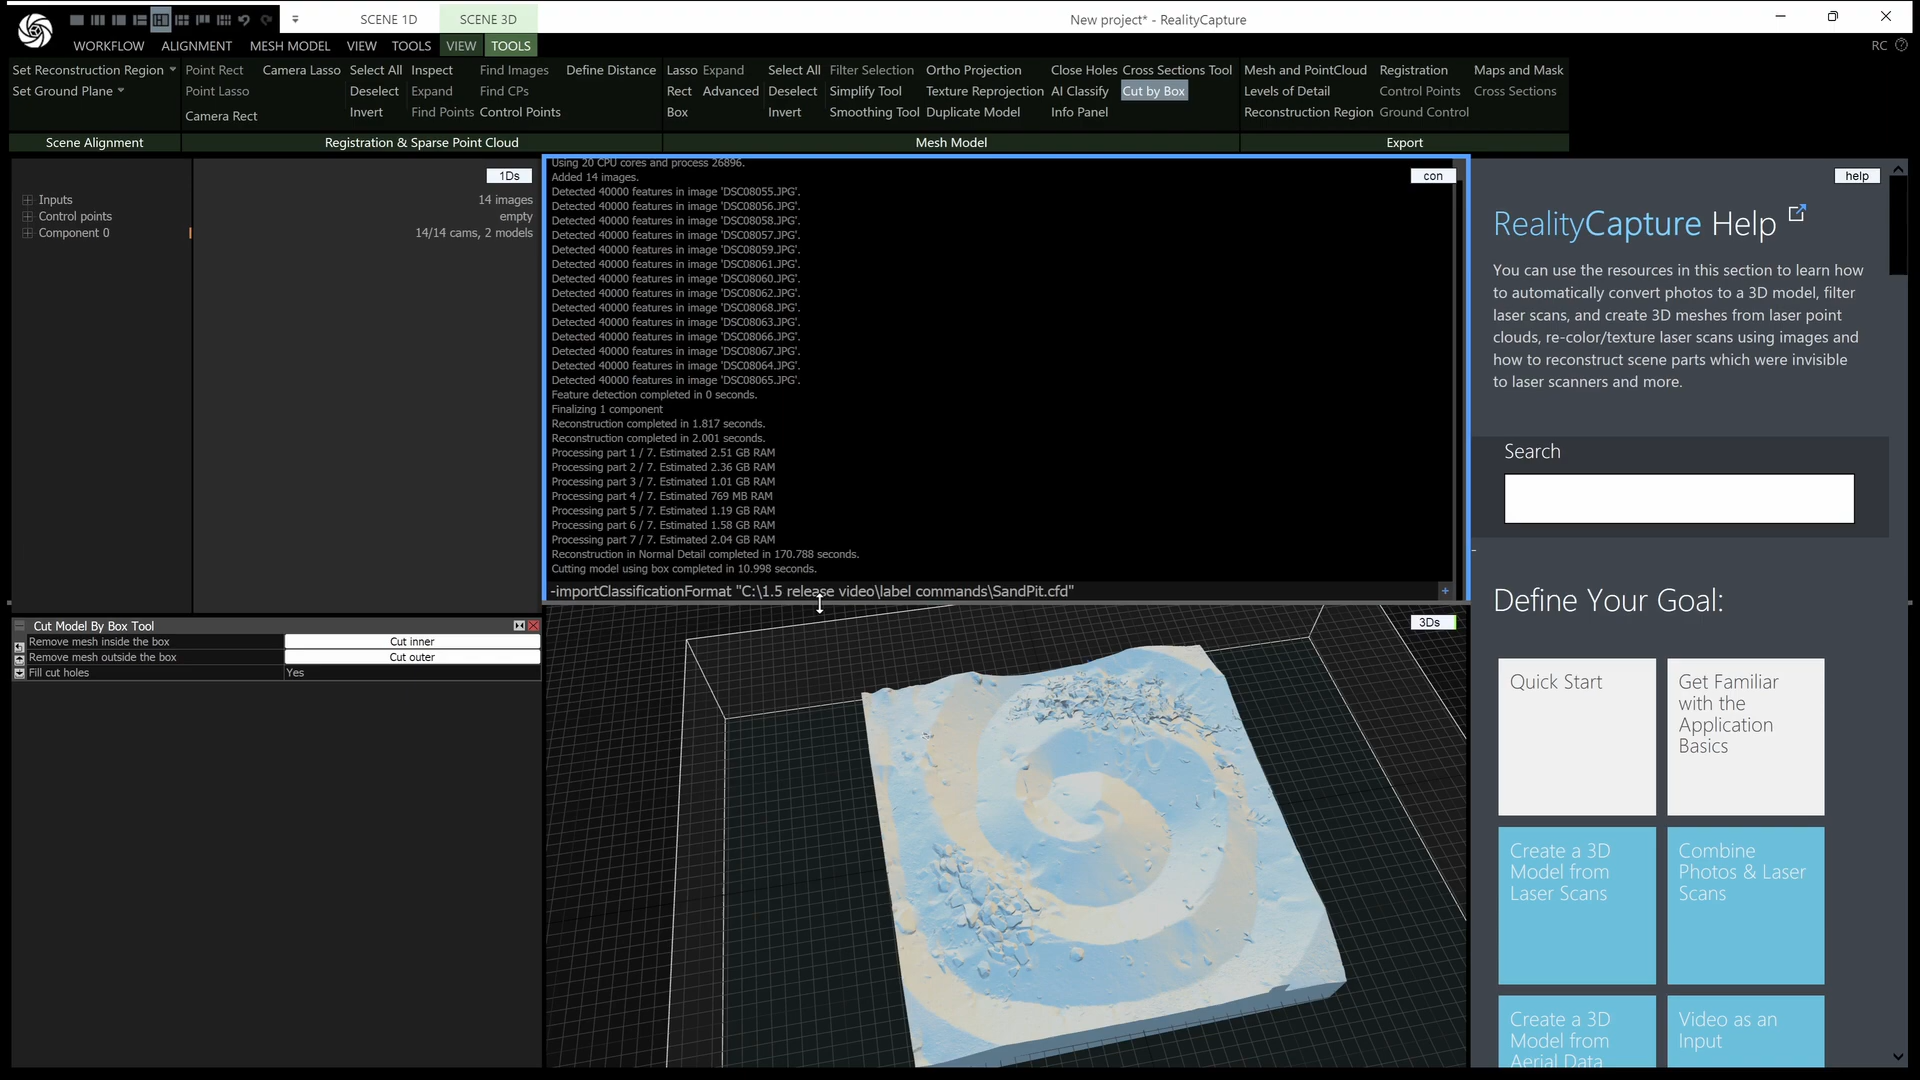 SCENE 1D
SCENE 3D
New project* - RealityCapture
WORKFLOW
ALIGNMENT
MESH MODEL
VIEW
TOOLS
VIEW
TOOLS
RC
Set Reconstruction Region
Point Rect
Camera Lasso
Select All
Inspect
Find Images
Define Distance
Lasso
Expand
Select All
Filter Selection
Ortho Projection
Close Holes
Cross Sections Tool
Mesh and PointCloud
Registration
Maps and Mask
Set Ground Plane
Point Lasso
Deselect
Expand
Find CPs
Rect
Advanced
Deselect
Simplify Tool
Texture Reprojection
AI Classify
Cut by Box
Levels of Detail
Control Points
Cross Sections
Camera Rect
Invert
Find Points
Control Points
Box
Invert
Smoothing Tool
Duplicate Model
Info Panel
Reconstruction Region
Ground Control
Scene Alignment
Registration & Sparse Point Cloud
Mesh Model
Export
1Ds
Inputs
14 images
Control points
empty
Component 0
14/14 cams, 2 models
con
Using 20 CPU cores and process 26896.
Added 14 images.
Detected 40000 features in image 'DSC08055.JPG'.
Detected 40000 features in image 'DSC08056.JPG'.
Detected 40000 features in image 'DSC08058.JPG'.
Detected 40000 features in image 'DSC08057.JPG'.
Detected 40000 features in image 'DSC08059.JPG'.
Detected 40000 features in image 'DSC08061.JPG'.
Detected 40000 features in image 'DSC08060.JPG'.
Detected 40000 features in image 'DSC08062.JPG'.
Detected 40000 features in image 'DSC08068.JPG'.
Detected 40000 features in image 'DSC08063.JPG'.
Detected 40000 features in image 'DSC08066.JPG'.
Detected 40000 features in image 'DSC08067.JPG'.
Detected 40000 features in image 'DSC08064.JPG'.
Detected 40000 features in image 'DSC08065.JPG'.
Feature detection completed in 0 seconds.
Finalizing 1 component
Reconstruction completed in 1.817 seconds.
Reconstruction completed in 2.001 seconds.
Processing part 1 / 7. Estimated 2.51 GB RAM
Processing part 2 / 7. Estimated 2.36 GB RAM
Processing part 3 / 7. Estimated 1.01 GB RAM
Processing part 4 / 7. Estimated 769 MB RAM
Processing part 5 / 7. Estimated 1.19 GB RAM
Processing part 6 / 7. Estimated 1.58 GB RAM
Processing part 7 / 7. Estimated 2.04 GB RAM
Reconstruction in Normal Detail completed in 170.788 seconds.
Cutting model using box completed in 10.998 seconds.
-importClassificationFormat "C:\1.5 release video\label commands\SandPit.cfd"
+
3Ds
Cut Model By Box Tool
Remove mesh inside the box
Cut inner
Remove mesh outside the box
Cut outer
Fill cut holes
Yes
help
RealityCapture Help
You can use the resources in this section to learn how
to automatically convert photos to a 3D model, filter
laser scans, and create 3D meshes from laser point
clouds, re-color/texture laser scans using images and
how to reconstruct scene parts which were invisible
to laser scanners and more.
Search
Define Your Goal:
Quick Start
Get Familiar
with the
Application
Basics
Create a 3D
Model from
Laser Scans
Combine
Photos & Laser
Scans
Create a 3D
Model from
Aerial Data
Video as an
Input